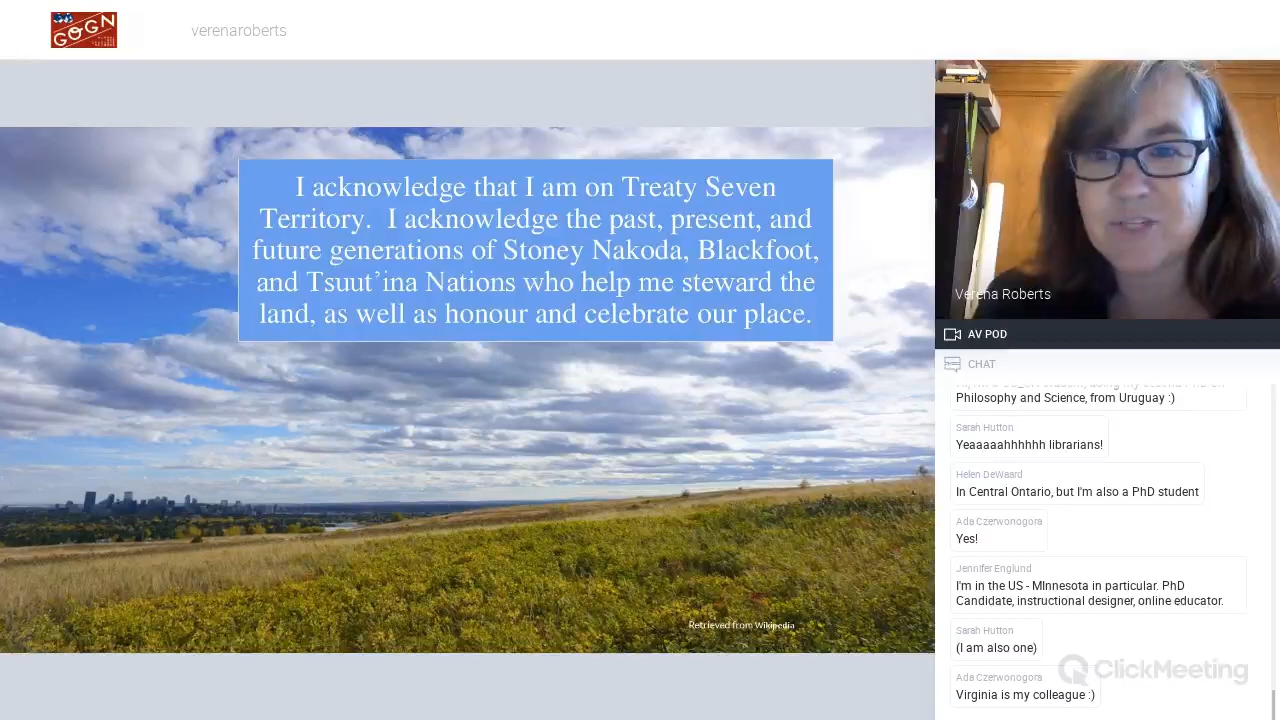 GOGN
verenaroberts
I acknowledge that I am on Treaty Seven
Territory.  I acknowledge the past, present, and
future generations of Stoney Nakoda, Blackfoot,
and Tsuut’ina Nations who help me steward the
land, as well as honour and celebrate our place.
Retrieved from Wikipedia
Verena Roberts
AV POD
CHAT
Philosophy and Science, from Uruguay :)
Sarah Hutton
Yeaaaaahhhhhh librarians!
Helen DeWaard
In Central Ontario, but I'm also a PhD student
Ada Czerwonogora
Yes!
Jennifer Englund
I'm in the US - MInnesota in particular. PhD
Candidate, instructional designer, online educator.
Sarah Hutton
(I am also one)
Ada Czerwonogora
Virginia is my colleague :)
ClickMeeting